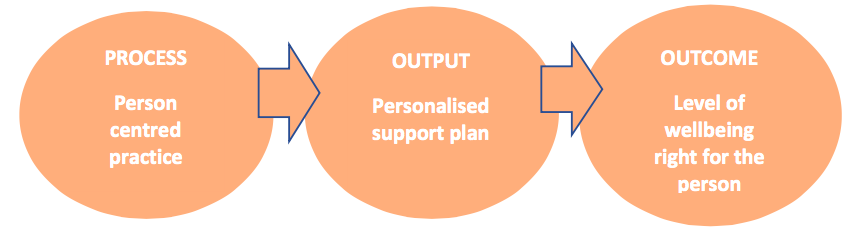 PROCESS
Person
centred
practice
OUTPUT
Personalised
support plan
OUTCOME
Level of
wellbeing
right for the
person